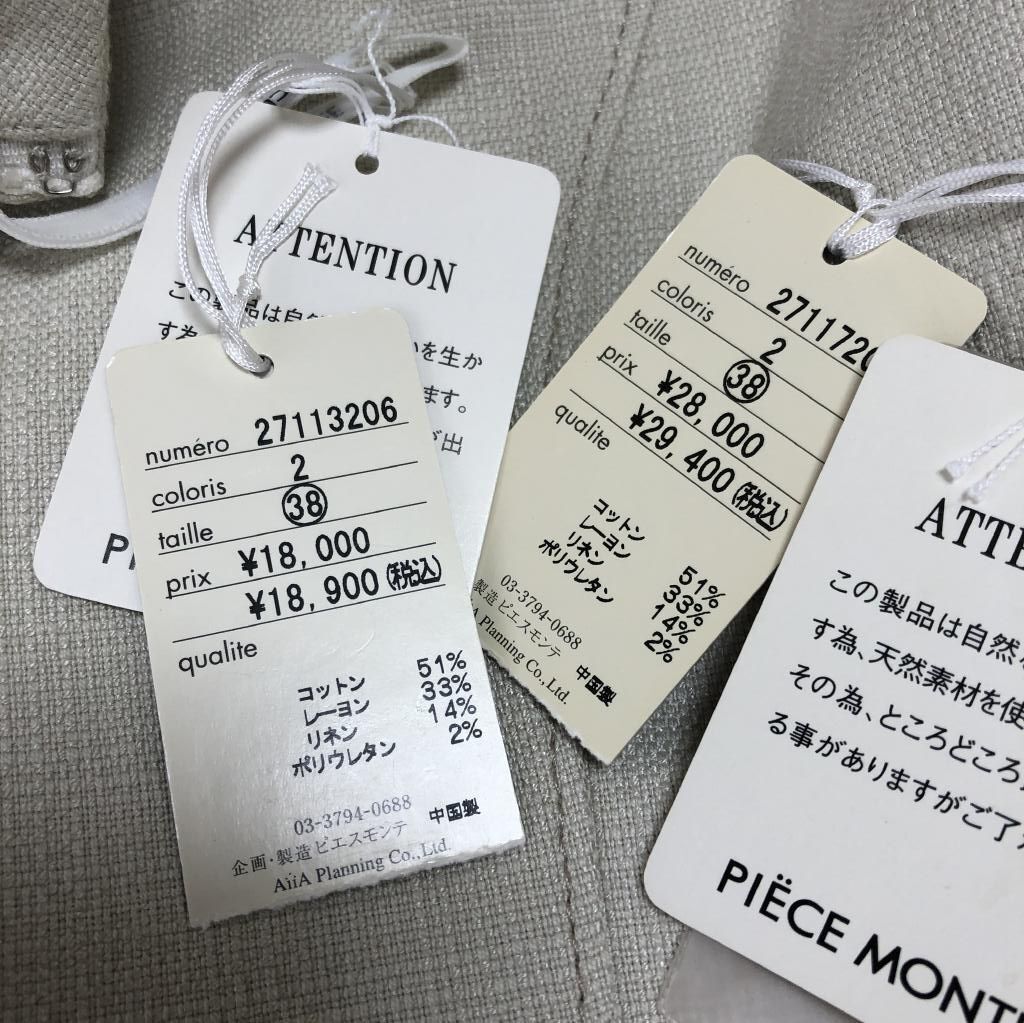 ATTENTION
この製品は自然
す為
を生か
ます。
が出
numéro 27113206
coloris 2
taille 38
prix ¥18,000
¥18,900(税込)
qualite
コットン 51%
レーヨン 33%
リネン 14%
ポリウレタン 2%
03-3794-0688
企画・製造ピエスモンテ 中国製
AiiA Planning Co., Ltd.
numéro 2711720
coloris 2
taille 38
prix ¥28,000
¥29,400(税込)
qualite
コットン 51%
レーヨン 33%
リネン 14%
ポリウレタン 2%
03-3794-0688
製造ピエスモンテ 中国製
A Planning Co., Ltd.
ATTE
この製品は自然
す為、天然素材を使
その為、ところどころ
る事がありますがご了
PIËCE MONT